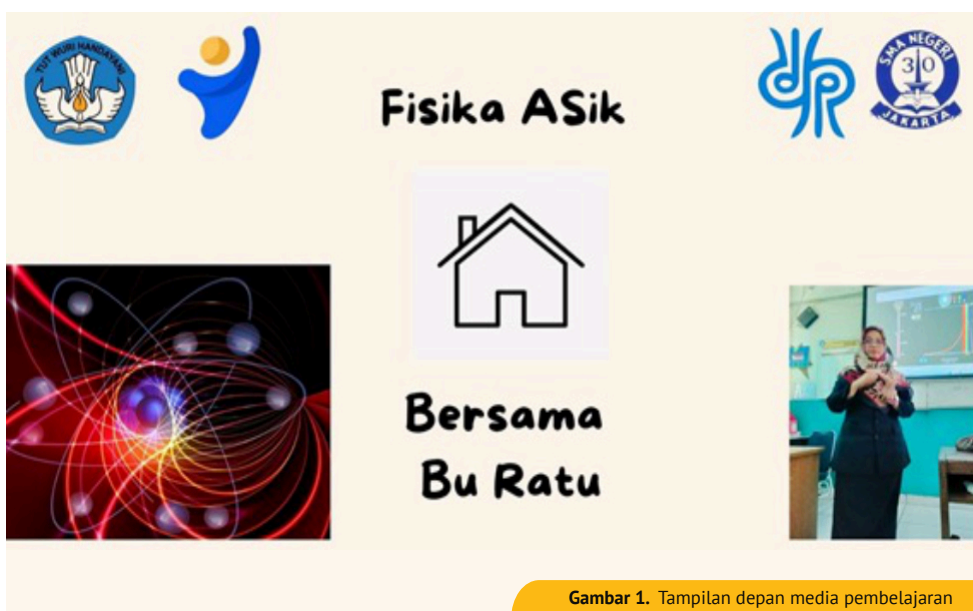 TUT WURI HANDAYANI
SMA NEGERI
30
JAKARTA
Fisika ASik
Bersama
Bu Ratu
Gambar 1. Tampilan depan media pembelajaran